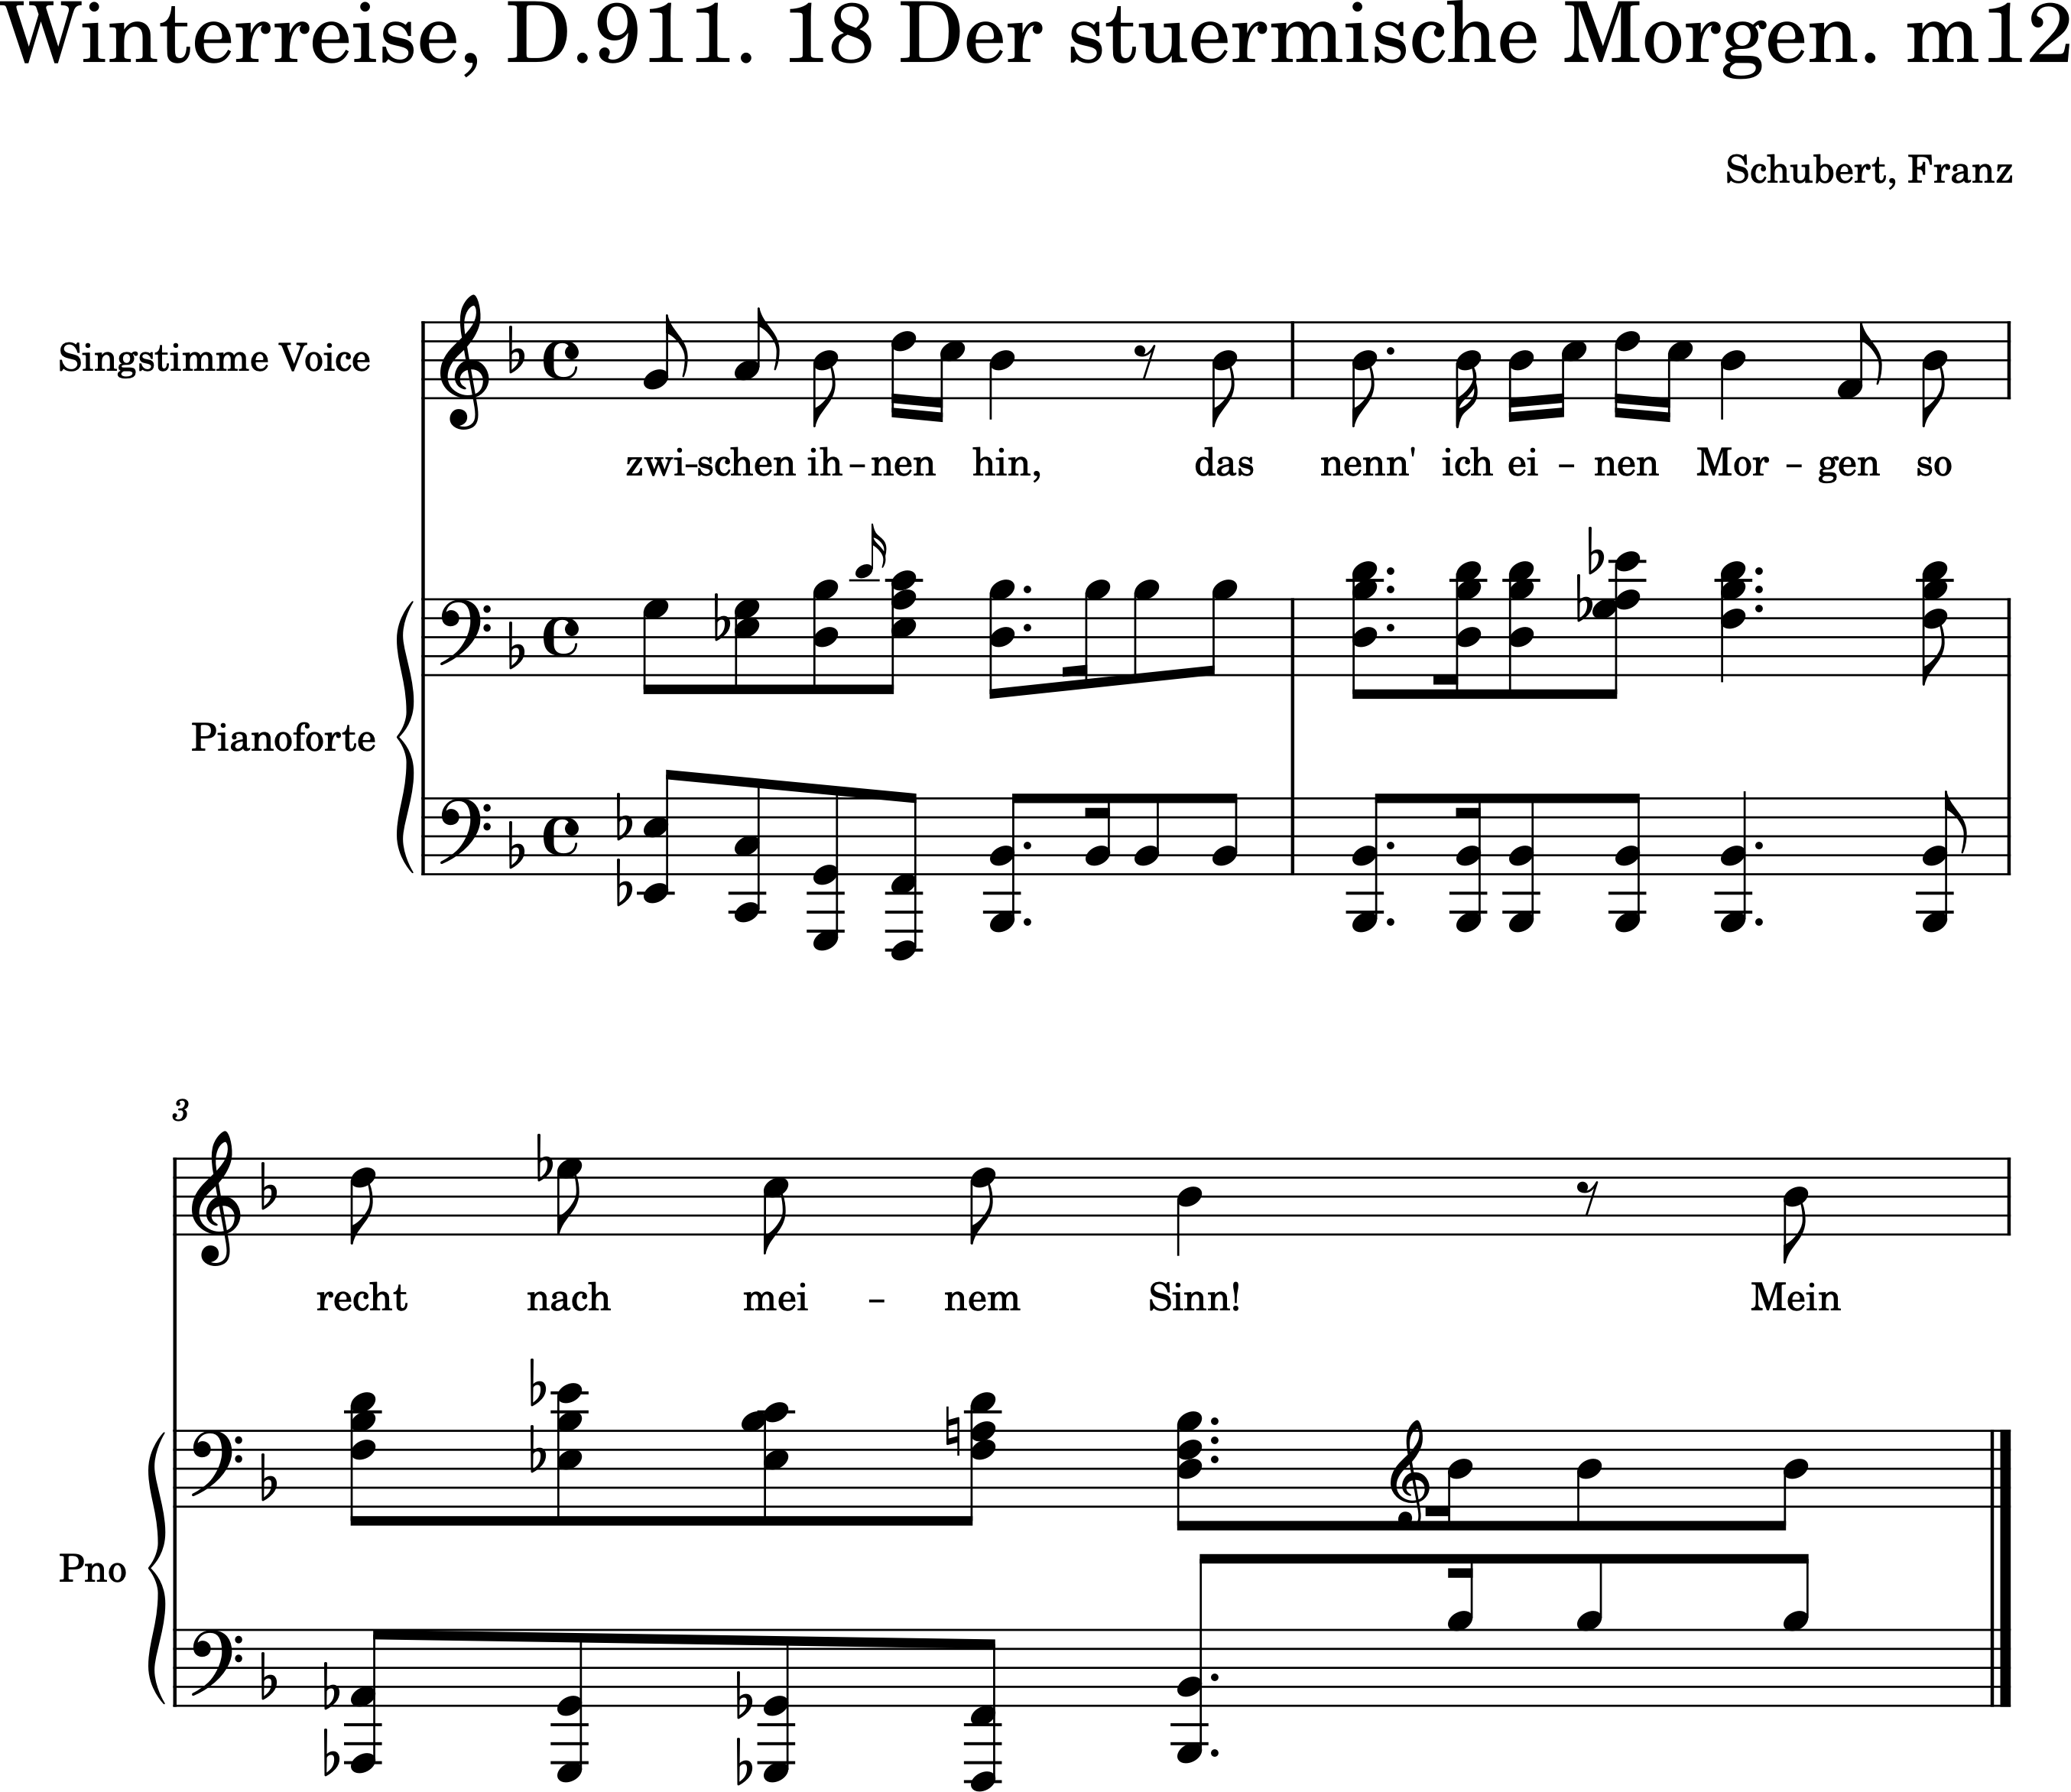 Winterreise, D.911. 18 Der stuermische Morgen. m12
Schubert, Franz
Singstimme Voice
zwi-schen ih - nen hin, das nenn' ich ei - nen Mor - gen so
Pianoforte
3
recht nach mei - nem Sinn! Mein
Pno